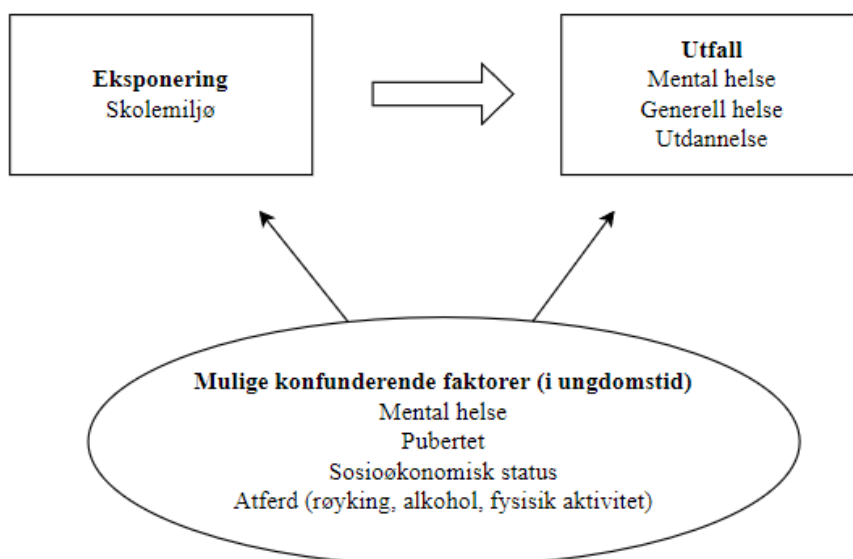 Eksponering
Skolemiljø
Utfall
Mental helse
Generell helse
Utdannelse
Mulige konfunderende faktorer (i ungdomstid)
Mental helse
Pubertet
Sosioøkonomisk status
Atferd (røyking, alkohol, fysisik aktivitet)